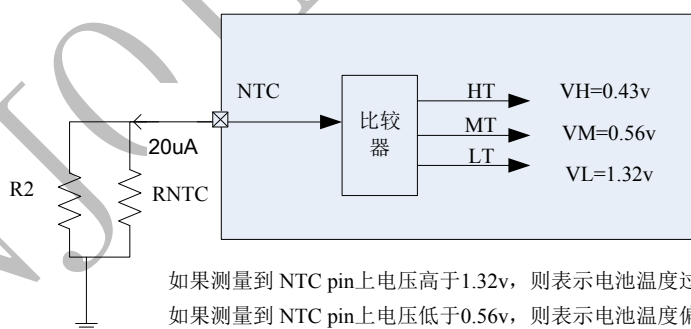 NTC
HT
VH=0.43v
比较
器
MT
VM=0.56v
20uA
LT
VL=1.32v
R2
RNTC
如果测量到 NTC pin上电压高于1.32v，则表示电池温度过
如果测量到 NTC pin上电压低于0.56v，则表示电池温度偏